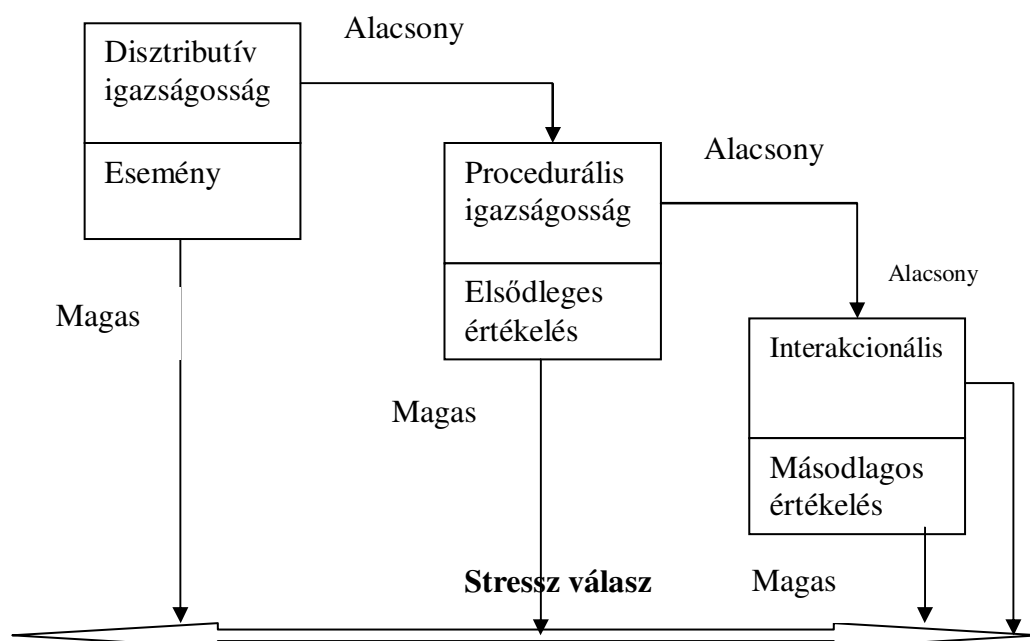 Alacsony
Disztributív
igazságosság
Esemény
Alacsony
Procedurális
igazságosság
Elsődleges
értékelés
Magas
Alacsony
Interakcionális
Magas
Másodlagos
értékelés
Stressz válasz
Magas